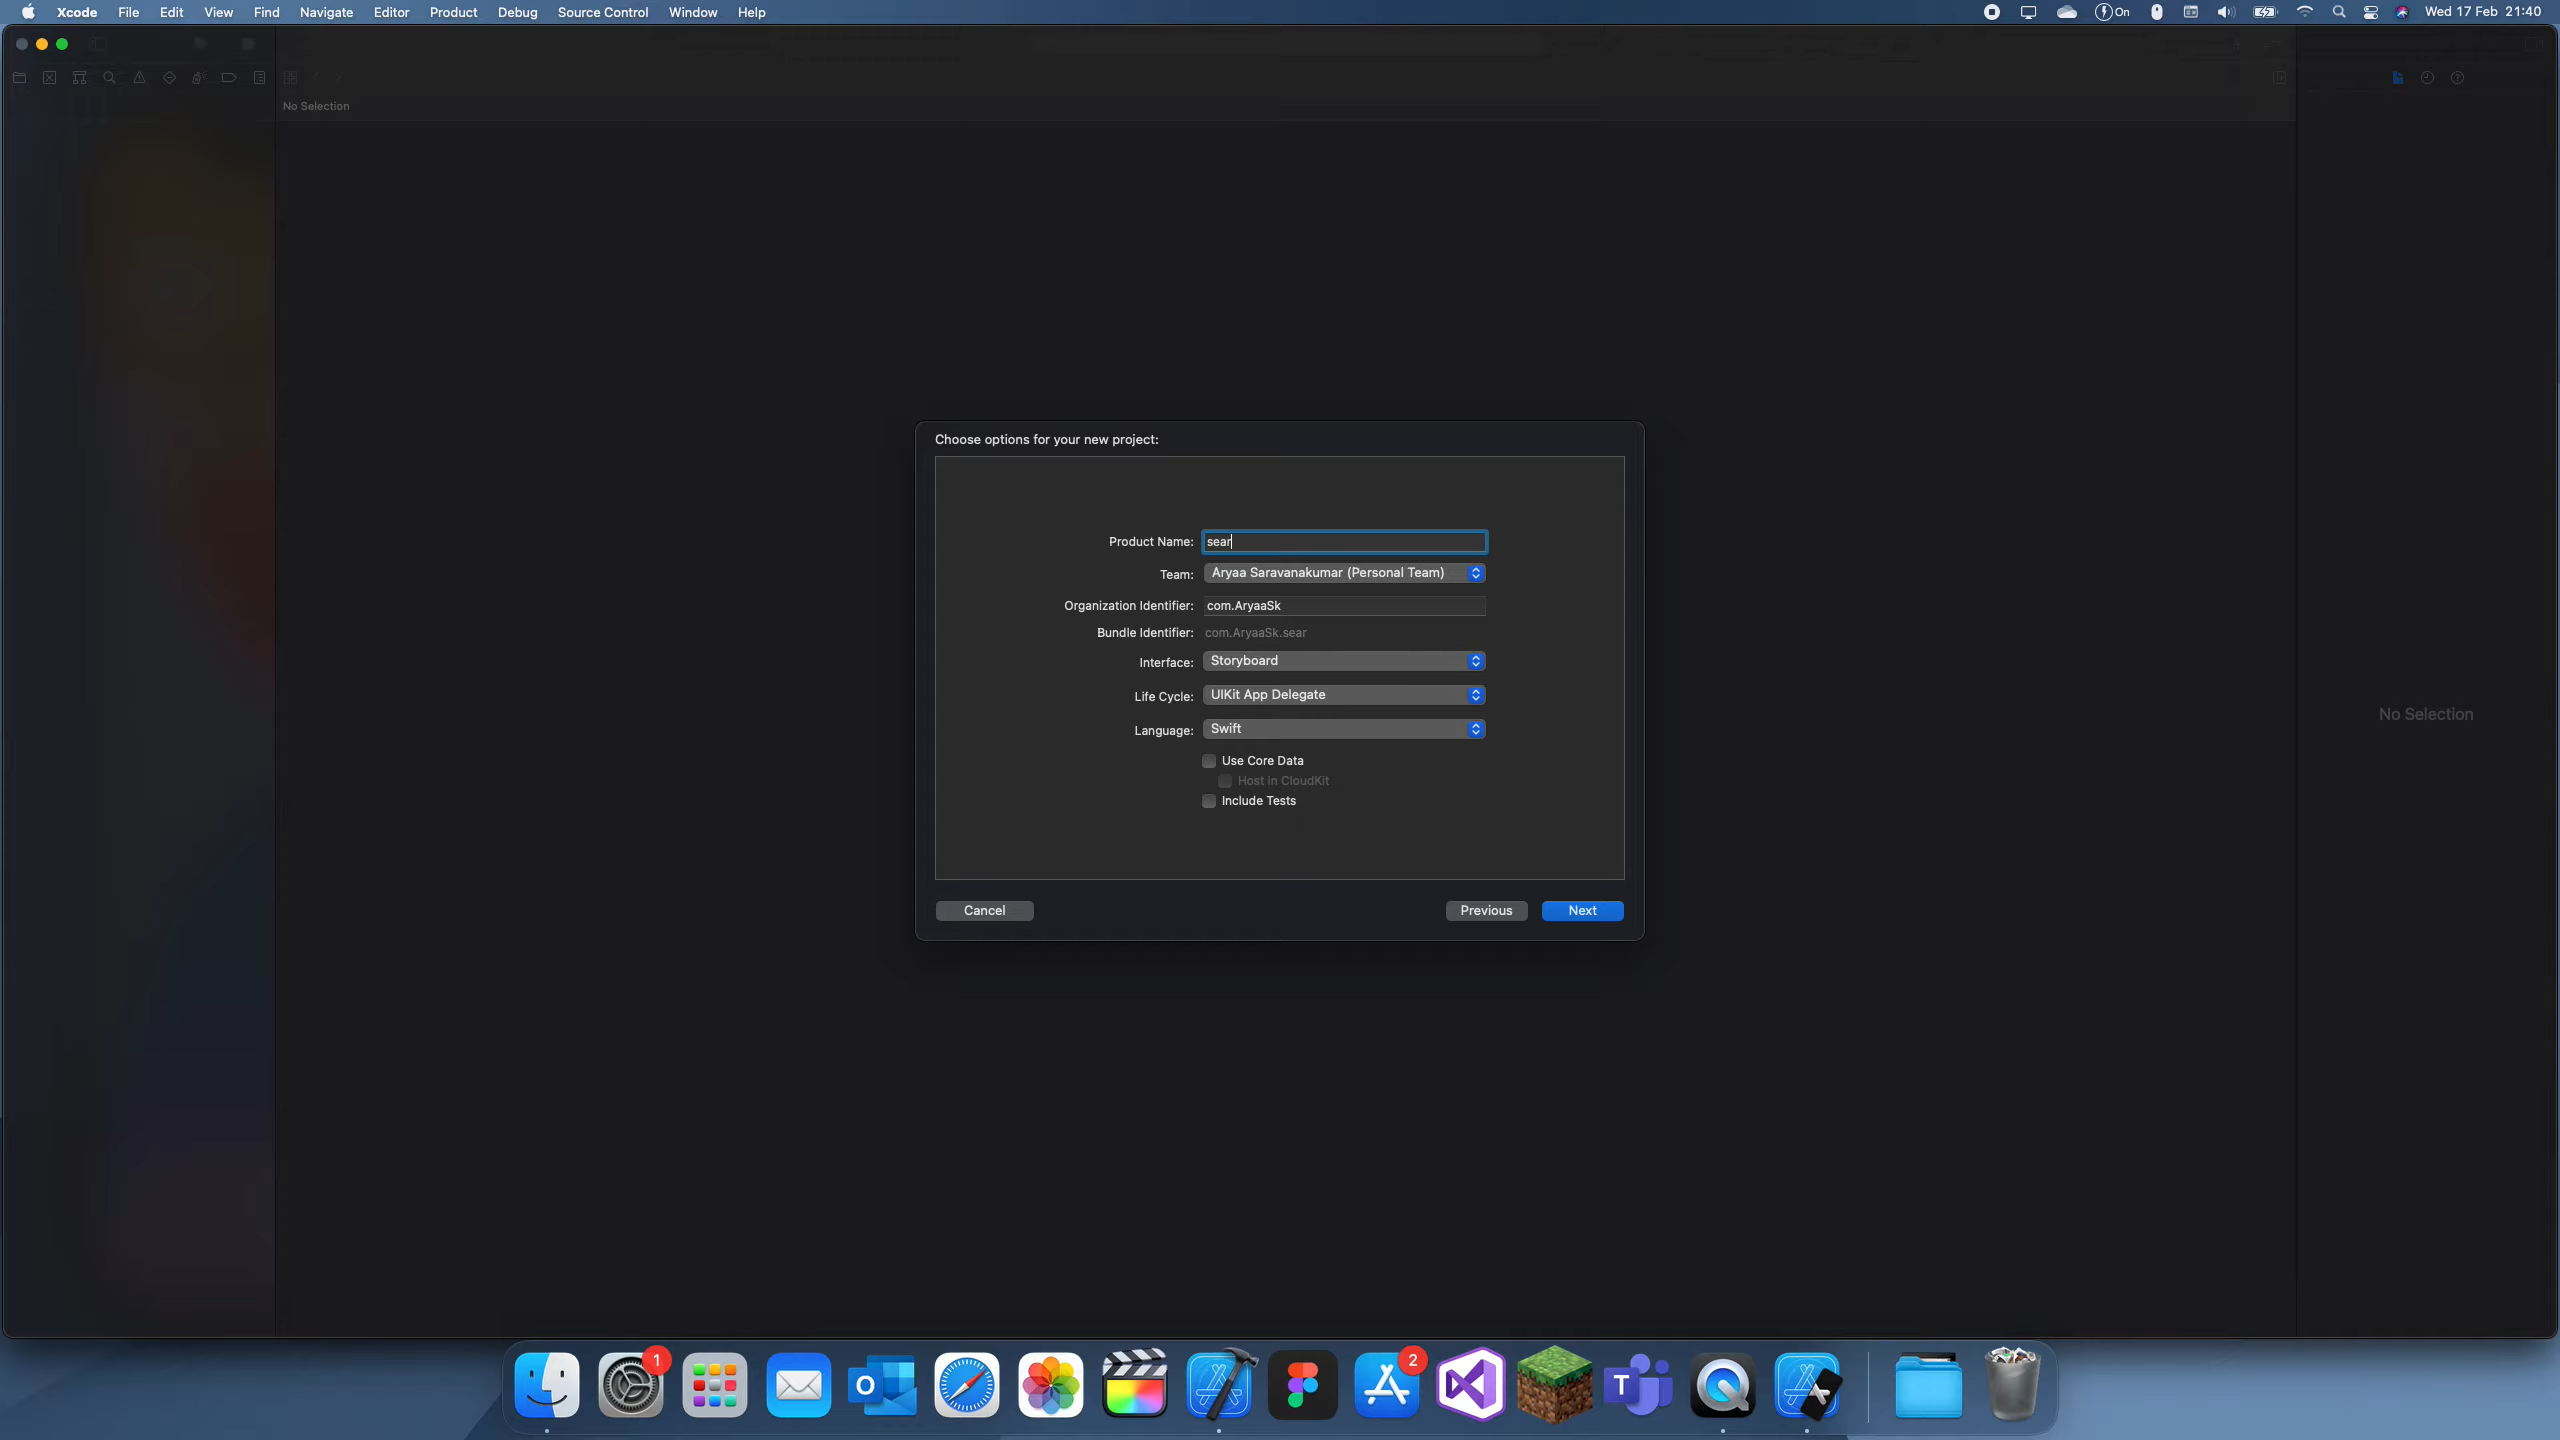 Xcode File Edit View Find Navigate Editor Product Debug Source Control Window Help On Wed 17 Feb 21:40
No Selection
Choose options for your new project:
Product Name: sear
Team: Aryaa Saravanakumar (Personal Team)
Organization Identifier: com.AryaaSk
Bundle Identifier: com.AryaaSk.sear
Interface: Storyboard
Life Cycle: UIKit App Delegate
No Selection
Language: Swift
Use Core Data
Host in CloudKit
Include Tests
Cancel Previous Next
1
2
O
T